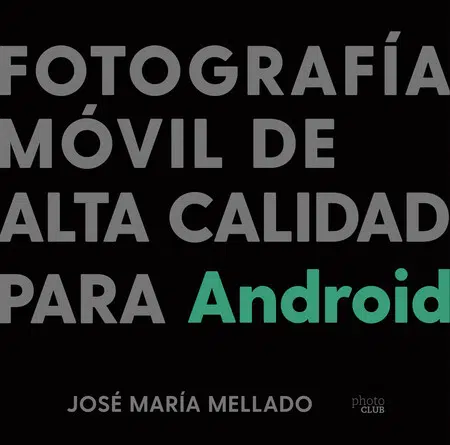 FOTOGRAFÍA
MÓVIL DE
ALTA CALIDAD
PARA Android
JOSÉ MARÍA MELLADO
photo
CLUB